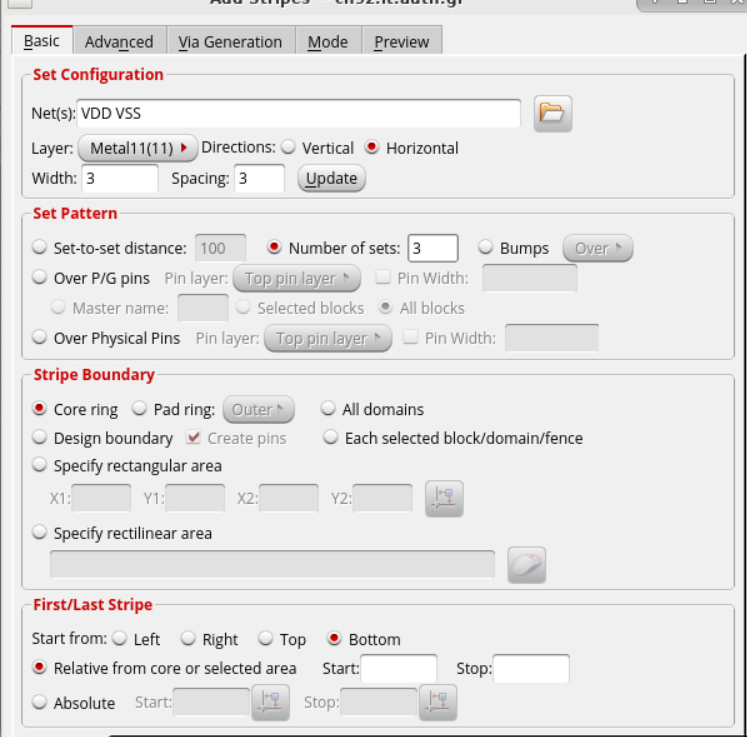 Add Stripes — cn92.it.auth.gr
Basic Advanced Via Generation Mode Preview
Set Configuration
Net(s): VDD VSS
Layer: Metal11(11) Directions: Vertical Horizontal
Width: 3 Spacing: 3 Update
Set Pattern
Set-to-set distance: 100 Number of sets: 3 Bumps Over
Over P/G pins Pin layer: Top pin layer Pin Width:
Master name: Selected blocks All blocks
Over Physical Pins Pin layer: Top pin layer Pin Width:
Stripe Boundary
Core ring Pad ring: Outer All domains
Design boundary Create pins Each selected block/domain/fence
Specify rectangular area
X1: Y1: X2: Y2:
Specify rectilinear area
First/Last Stripe
Start from: Left Right Top Bottom
Relative from core or selected area Start: Stop:
Absolute Start: Stop: